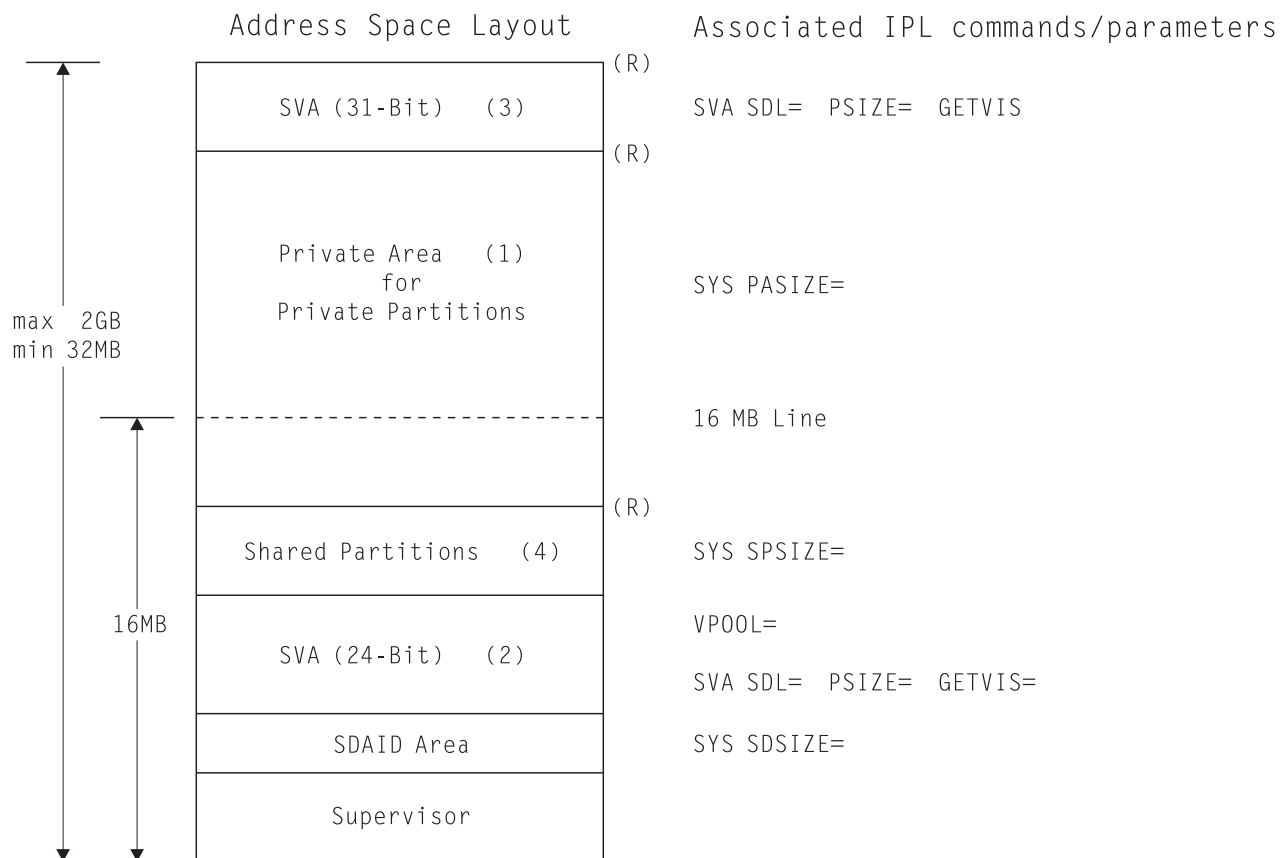 Address Space Layout
Associated IPL commands/parameters
(R)
SVA (31-Bit) (3)
SVA SDL= PSIZE= GETVIS
(R)
Private Area (1)
for
Private Partitions
SYS PASIZE=
max 2GB
min 32MB
16 MB Line
(R)
Shared Partitions (4)
SYS SPSIZE=
16MB
VPOOL=
SVA (24-Bit) (2)
SVA SDL= PSIZE= GETVIS=
SDAID Area
SYS SDSIZE=
Supervisor